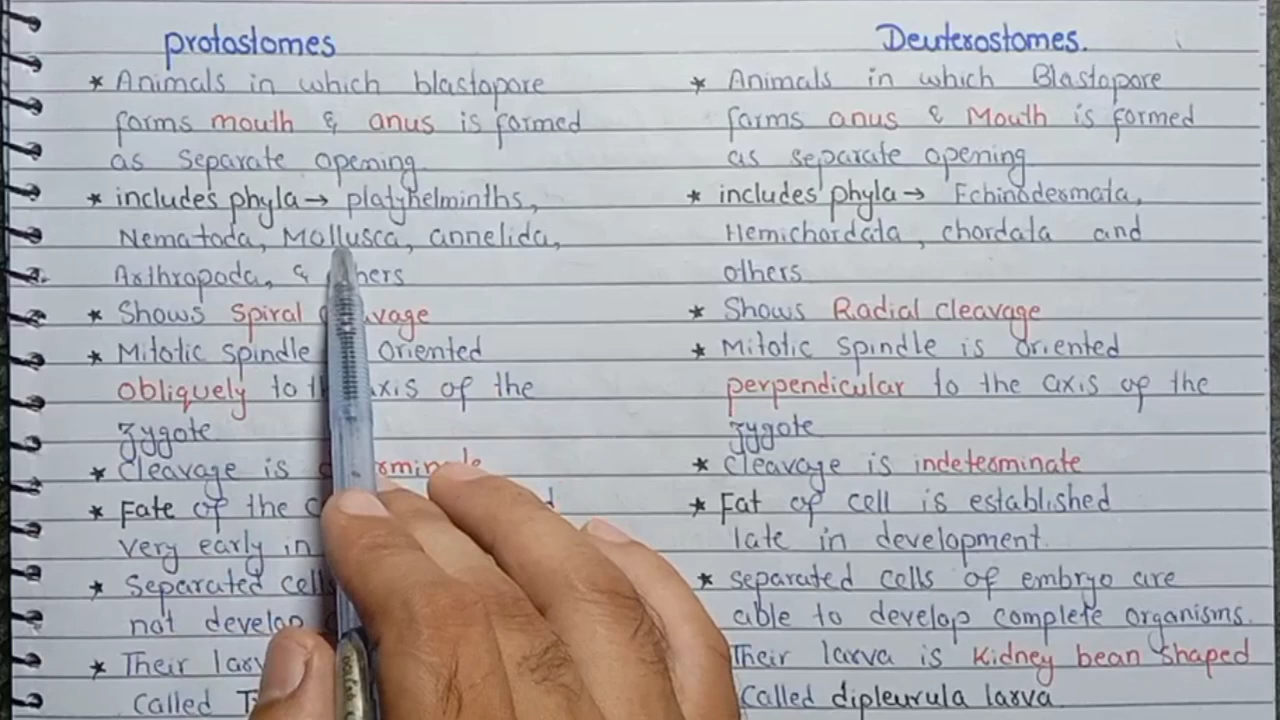 protostomes
* Animals in which blastopore
forms mouth & anus is formed
as separate opening
* includes phyla → platyhelminths,
Nematoda, Mollusca, annelida,
Arthropoda, &
* Shows spiral
* Mitotic spindle oriented
obliquely to axis of the
zygote
* Cleavage is
* Fate of the
very early in
* Separated
not develop
* Their
Called
Deuterostomes.
* Animals in which Blastopore
forms anus & Mouth is formed
as separate opening
* includes phyla → Echinodermata,
Hemichordata, chordala and
others
* Shows Radial cleavage
* Mitotic spindle is oriented
perpendicular to the axis of the
zygote
* Cleavage is indeterminate
* Fat of cell is established
late in development.
* separated cells of embryo are
able to develop complete organisms.
Their larva is kidney bean shaped
Called dipleurula larva